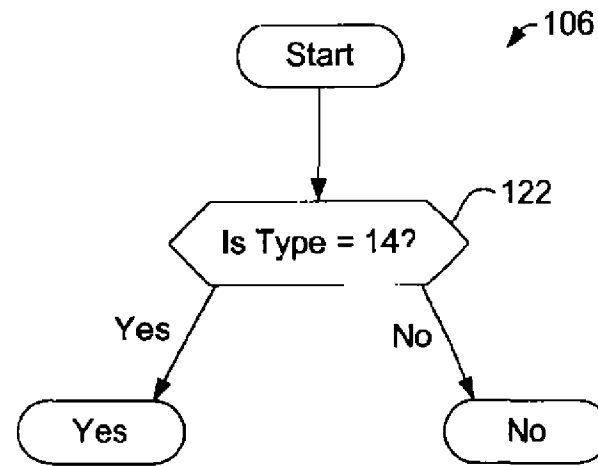 106
Start
122
Is Type = 14?
Yes
No
Yes
No